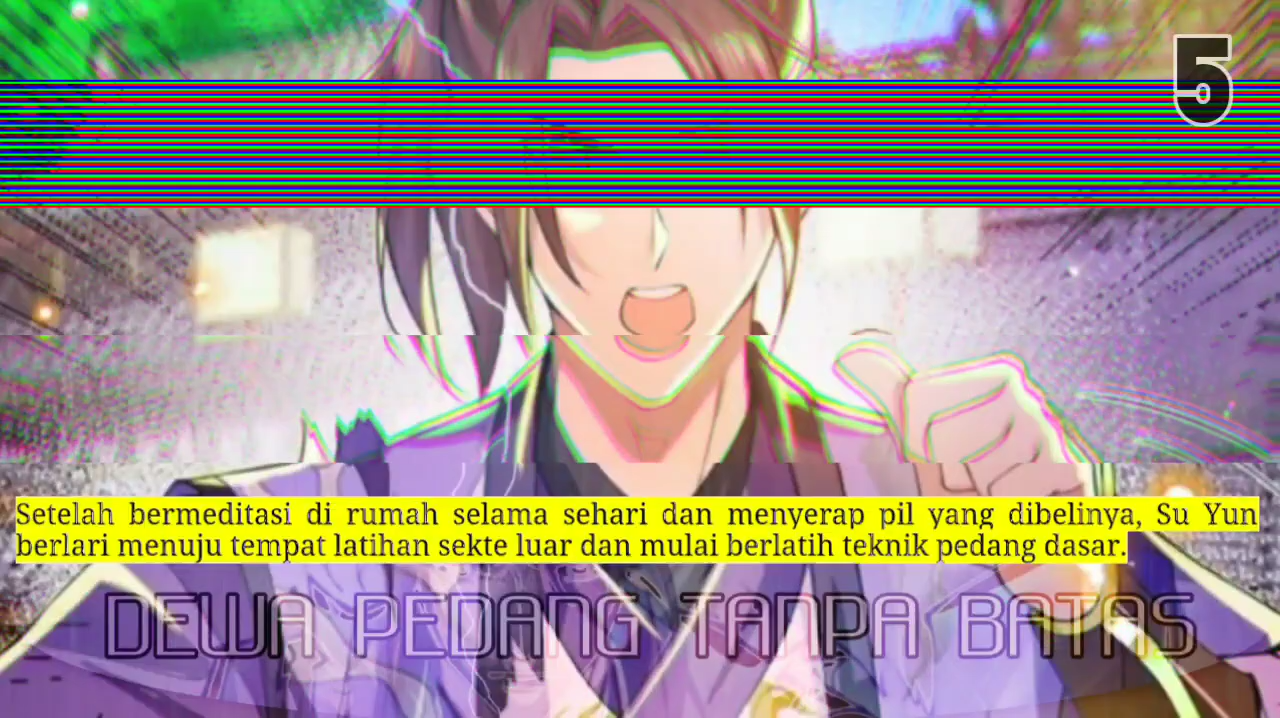 5
Setelah bermeditasi di rumah selama sehari dan menyerap pil yang dibelinya, Su Yun
berlari menuju tempat latihan sekte luar dan mulai berlatih teknik pedang dasar.
DEWA PEDANG TANPA BATAS